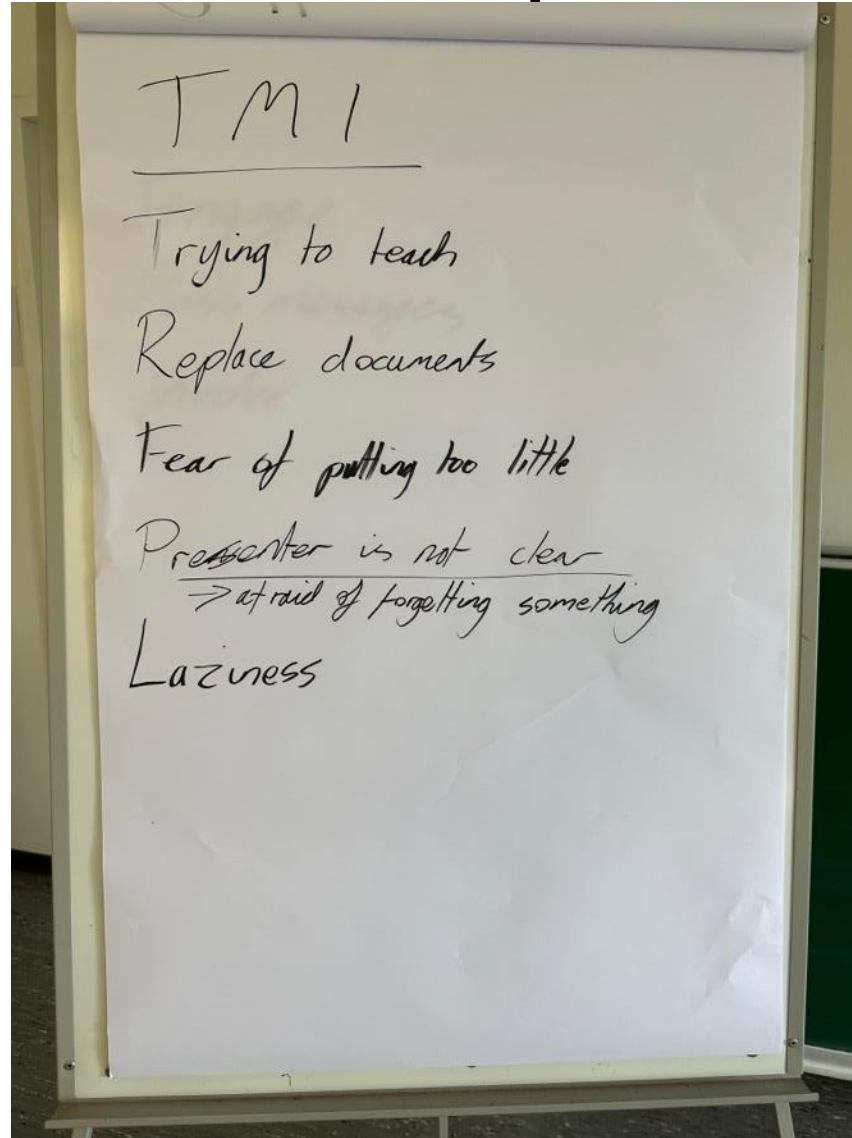 TMI
Trying to teach
Replace documents
Fear of putting too little
Presenter is not clear
→ afraid of forgetting something
Laziness